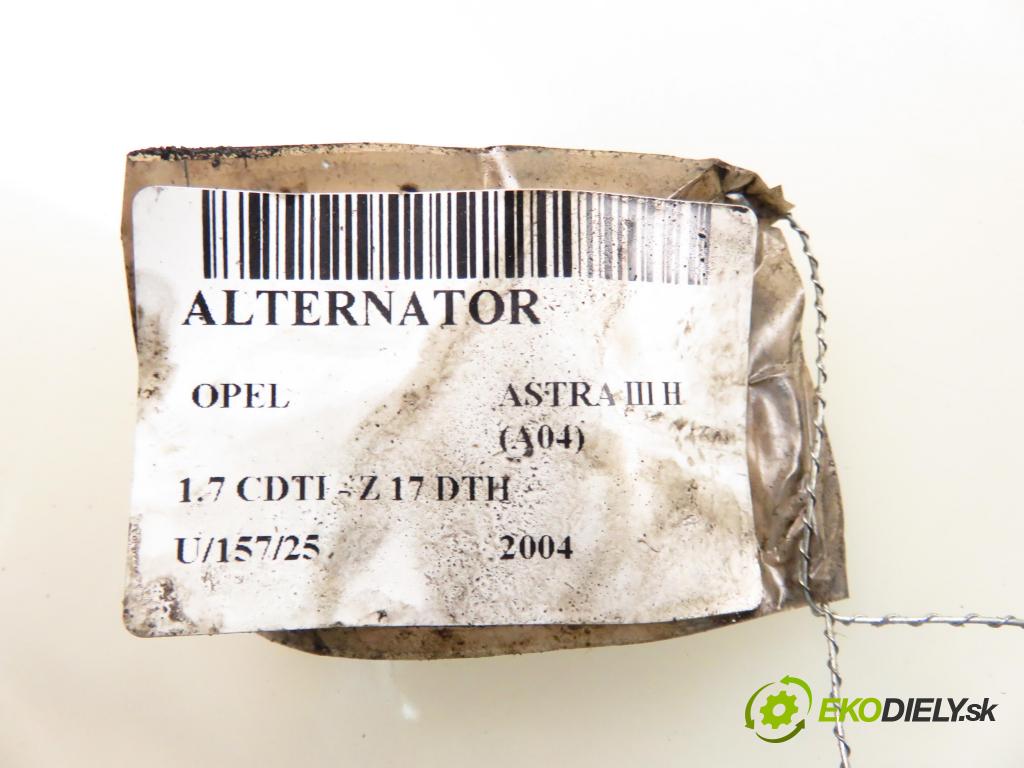 ALTERNATOR
OPEL ASTRA III H
(A04)
1.7 CDTI - Z 17 DTH
U/157/25 2004
EKODIELY.sk